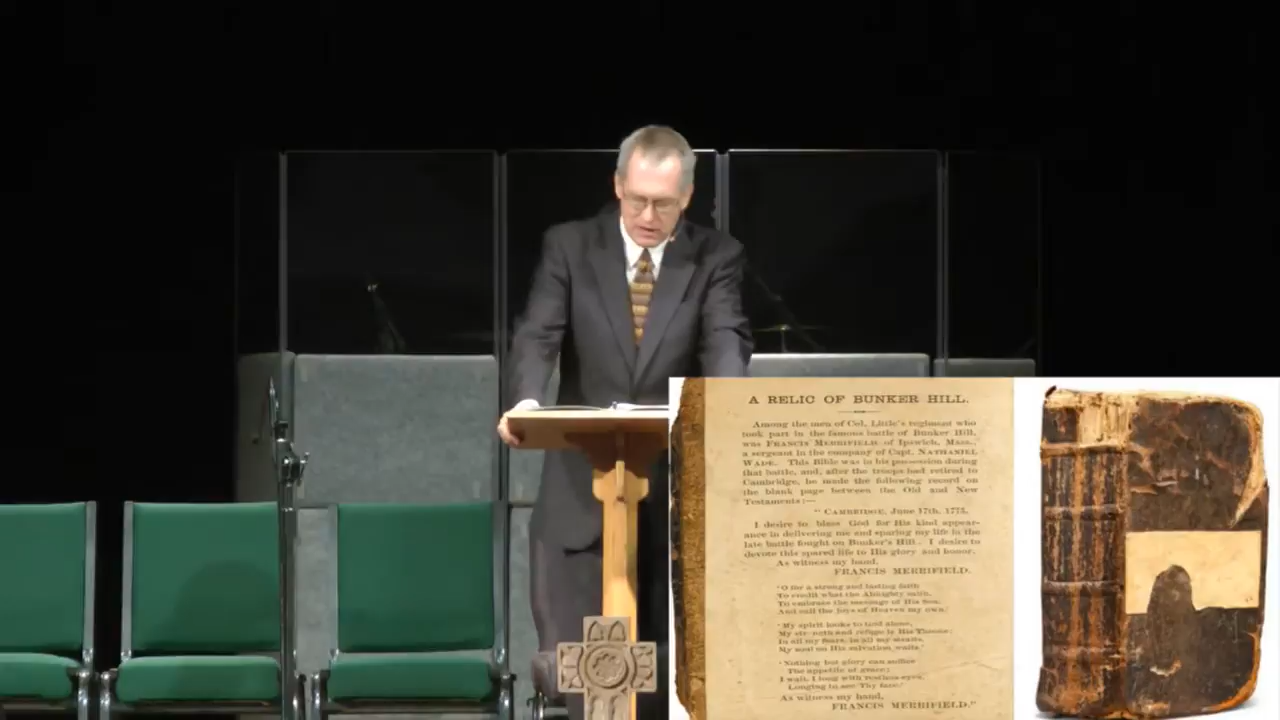 A RELIC OF BUNKER HILL.
Among the men of Col. Little's regiment who
took part in the famous battle of Bunker Hill,
was FRANCIS MERRIFIELD, of Ipswich, MASS.,
a sergeant in the company of Capt. NATHANIEL
WADE. This Bible was in his possession during
that battle, and, after the troops had retired to
Cambridge, he made the following record on
the blank page between the Old and New
Testaments:—
"CAMBRIDGE, June 17th, 1775.
I desire to bless God for His kind appear-
ance in delivering me and sparing my life in the
late battle fought on Bunker's Hill. I desire to
devote this spared life to His glory and honor.
As witness my hand,
FRANCIS MERRIFIELD.
'O for a strong and lasting faith
To credit what the Almighty saith,
To embrace the message of His Son,
And call the joys of Heaven my own.'
'My spirit looks to God alone,
My strength and refuge is His Throne;
In all my fears, in all my straits,
My soul on His salvation waits.'
'Nothing but glory can suffice
The appetite of grace;
I wait, I long with restless eyes,
Longing to see Thy face.'
As witness my hand,
FRANCIS MERRIFIELD."